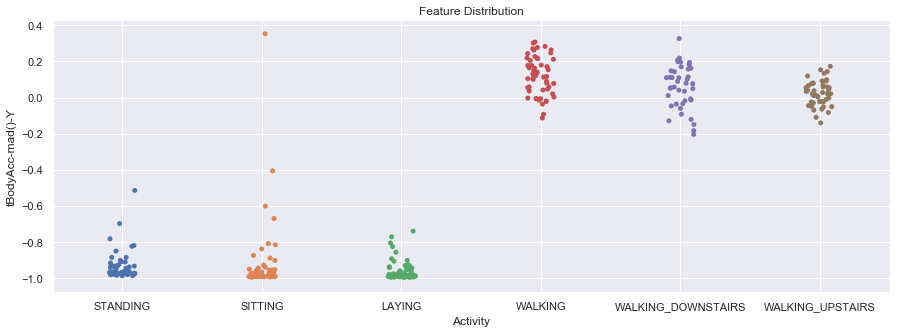 Feature Distribution
tBodyAcc-mad()-Y
0.4
0.2
0.0
−0.2
−0.4
−0.6
−0.8
−1.0
STANDING SITTING LAYING WALKING WALKING_DOWNSTAIRS WALKING_UPSTAIRS
Activity